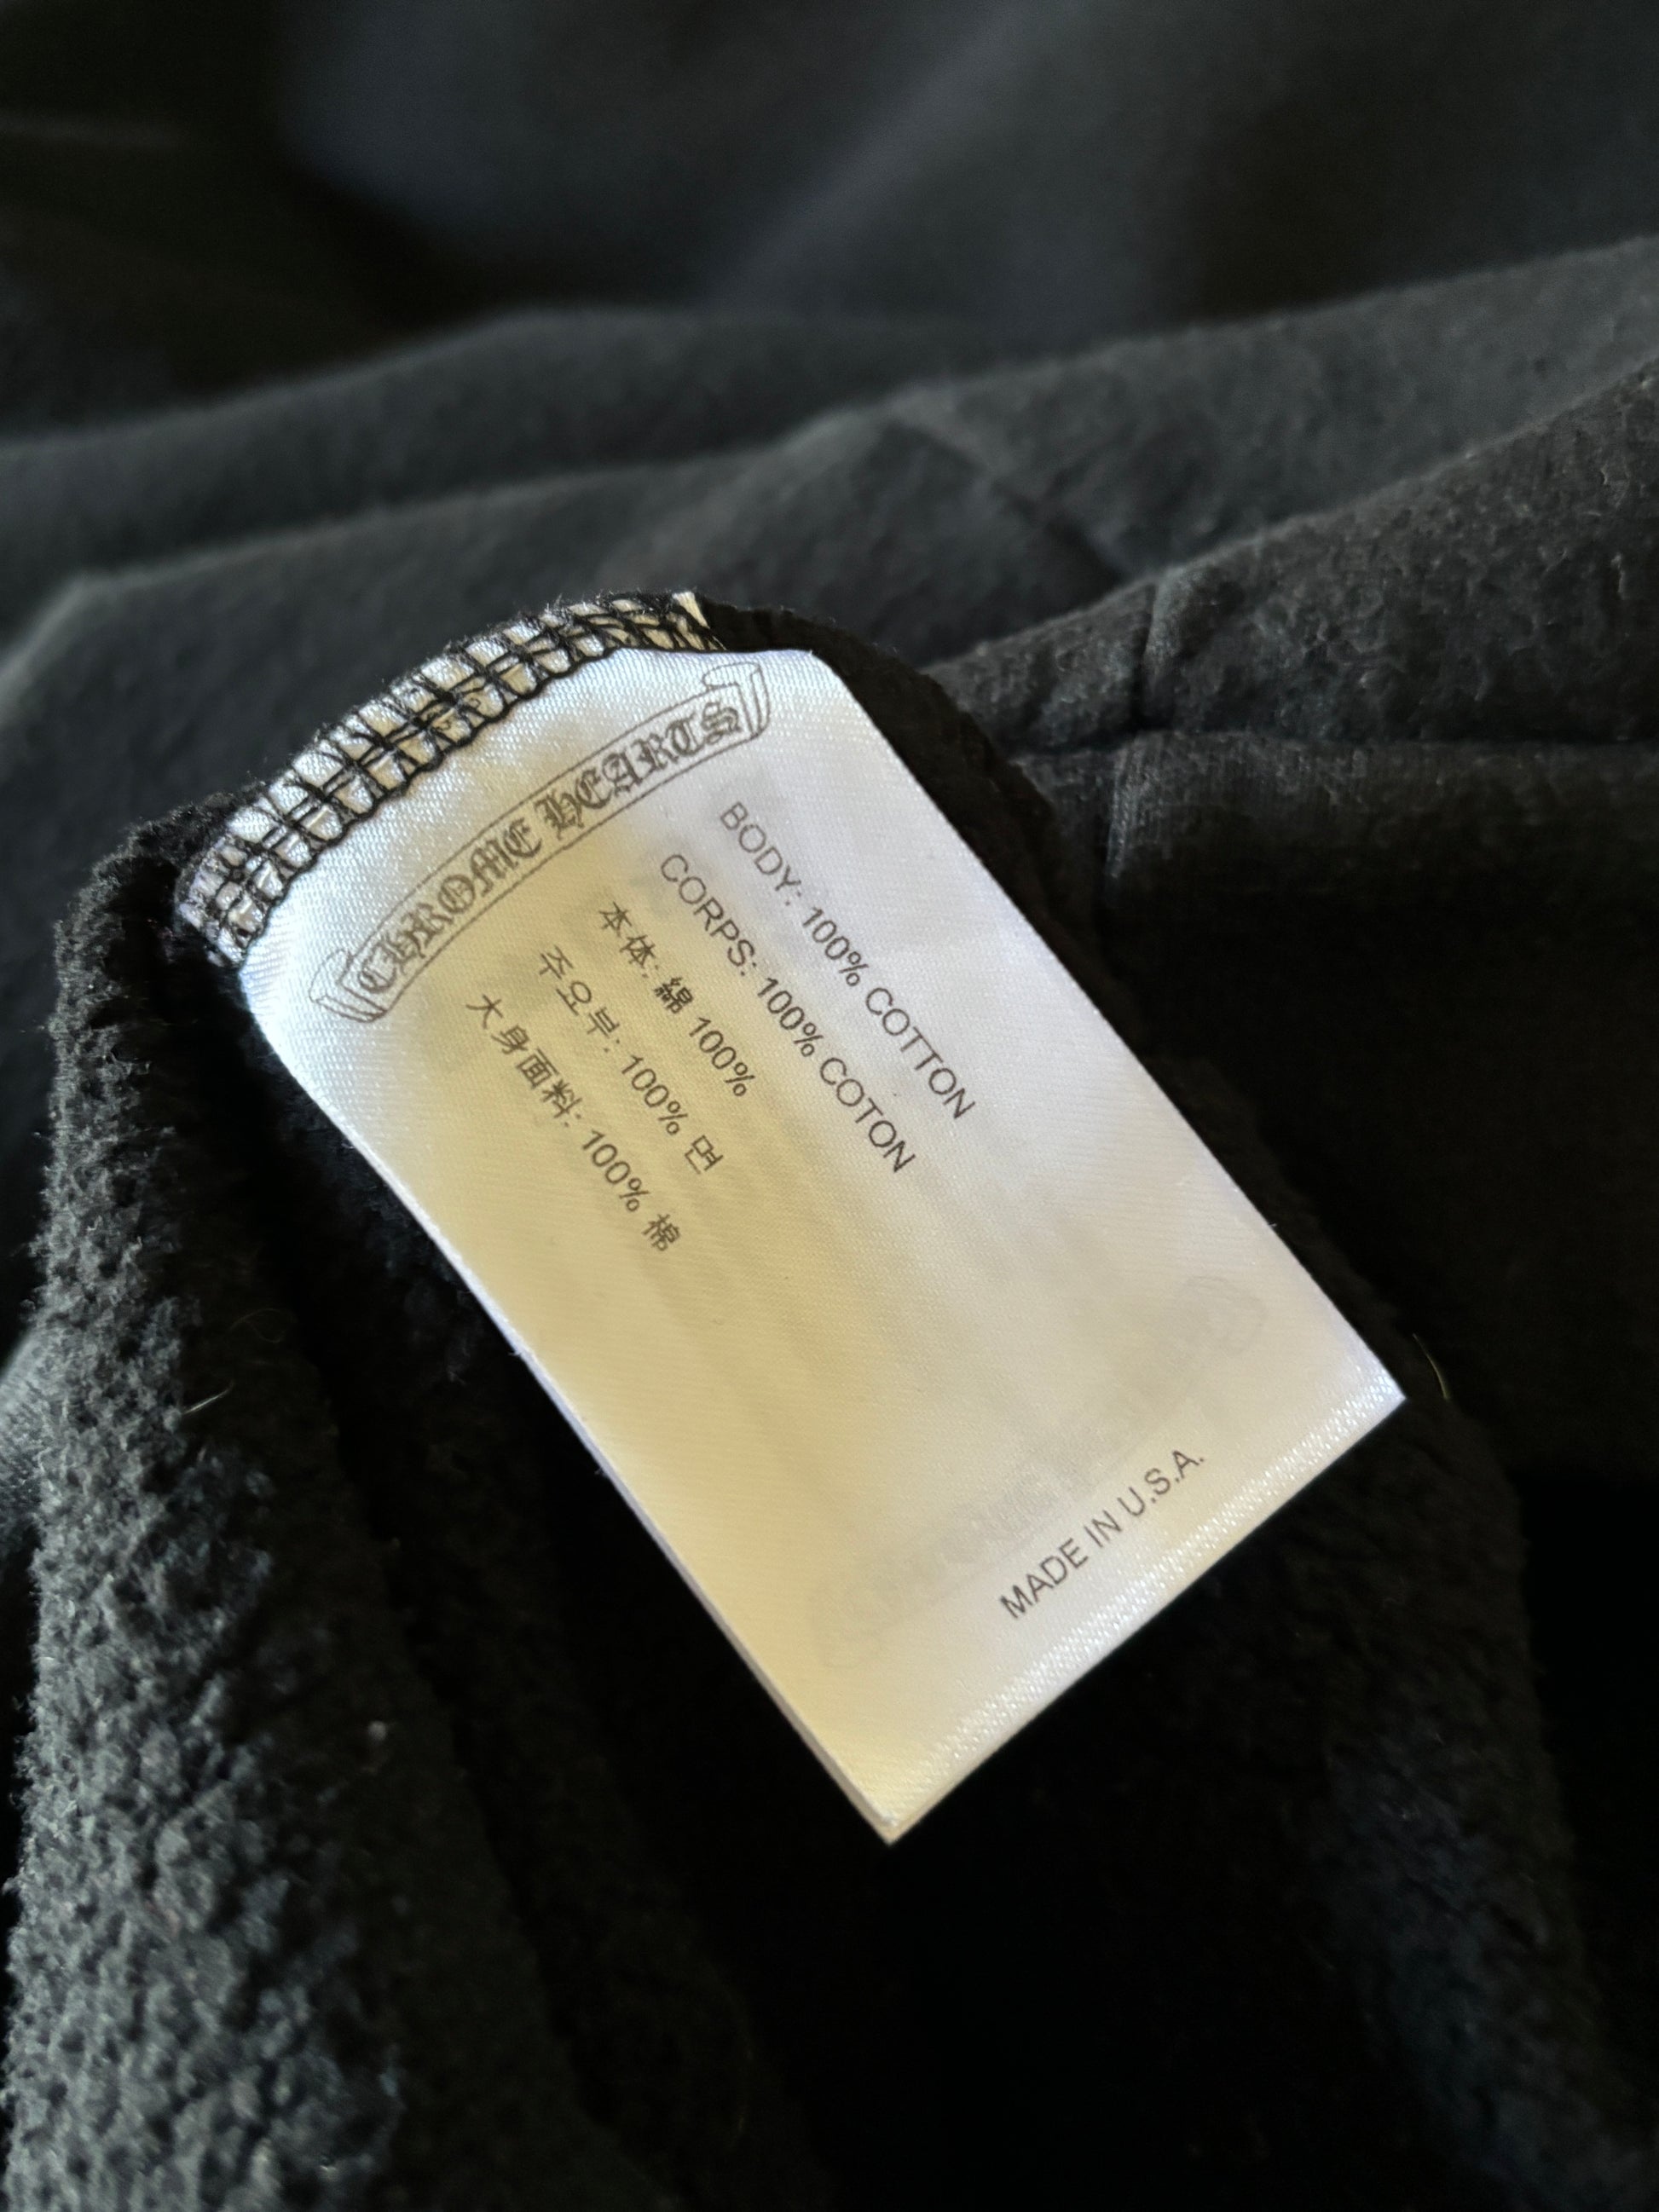 CHROME HEARTS
BODY: 100% COTTON
CORPS: 100% COTON
本体: 綿 100%
주요부: 100% 면
大身面料: 100% 棉
MADE IN U.S.A.